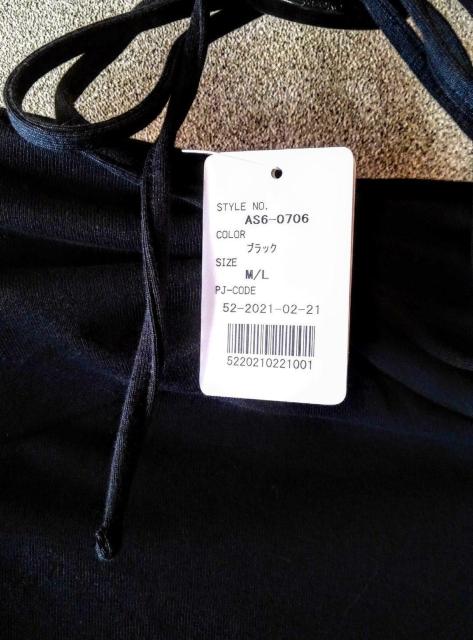 STYLE NO.
AS6-0706
COLOR
ブラック
SIZE
M/L
PJ-CODE
52-2021-02-21
5220210221001